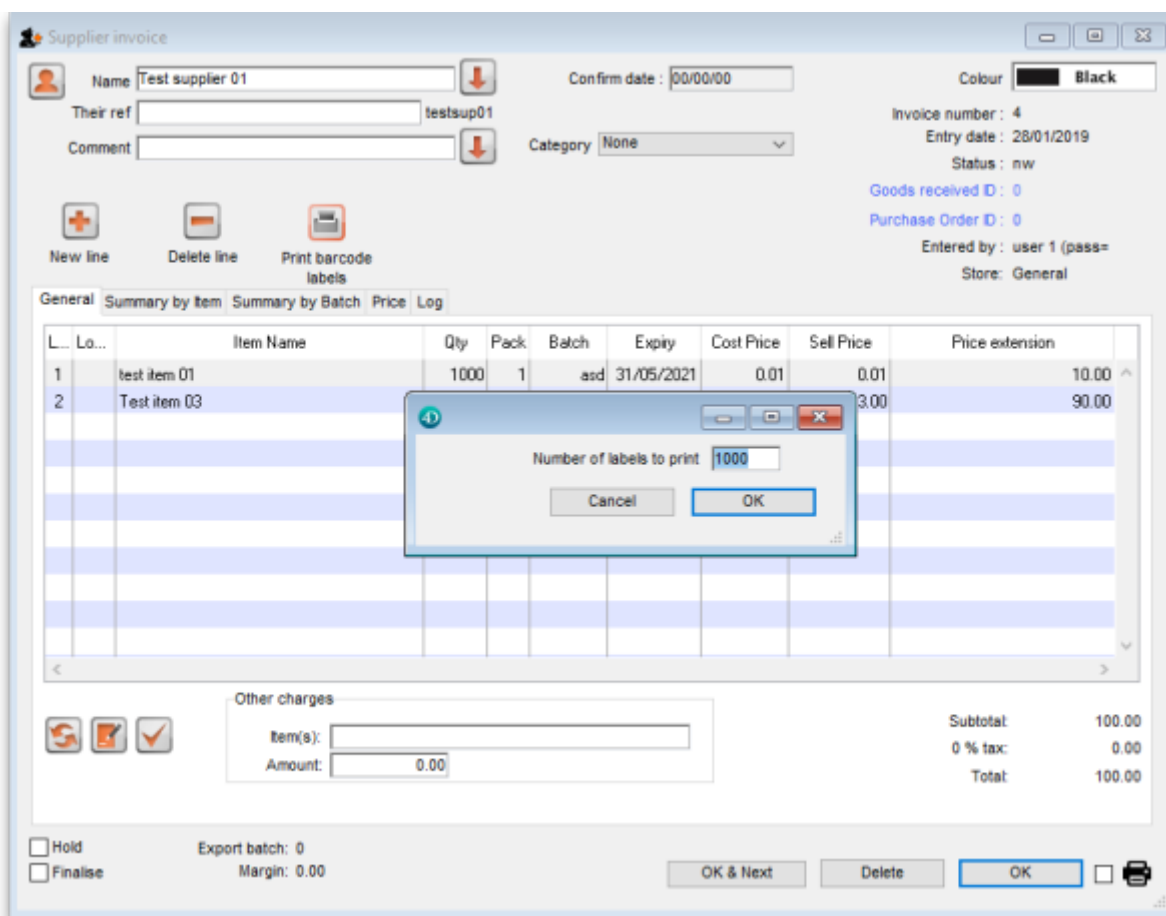 Supplier invoice
Name Test supplier 01 Confirm date : 00/00/00 Colour Black
Their ref testsup01 Invoice number : 4
Comment Category None Entry date : 28/01/2019
Status : nw
Goods received ID : 0
Purchase Order ID : 0
New line Delete line Print barcode labels Entered by : user 1 (pass=
Store: General
General Summary by Item Summary by Batch Price Log
L... Lo... Item Name Qty Pack Batch Expiry Cost Price Sell Price Price extension
1 test item 01 1000 1 asd 31/05/2021 0.01 0.01 10.00
2 Test item 03 3.00 90.00
4D
Number of labels to print 1000
Cancel OK
Other charges
Item(s):
Amount: 0.00
Subtotal: 100.00
0 % tax: 0.00
Total: 100.00
Hold Export batch: 0
Finalise Margin: 0.00 OK & Next Delete OK